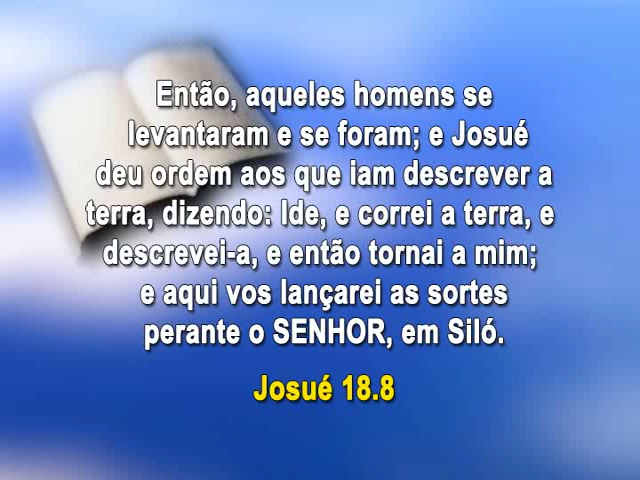 Então, aqueles homens se
levantaram e se foram; e Josué
deu ordem aos que iam descrever a
terra, dizendo: Ide, e correi a terra, e
descrevei-a, e então tornai a mim;
e aqui vos lançarei as sortes
perante o SENHOR, em Siló.
Josué 18.8